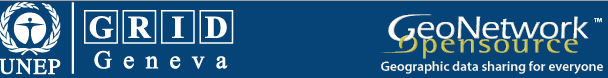 UNEP
GRID
Geneva
GeoNetwork™
opensource
Geographic data sharing for everyone